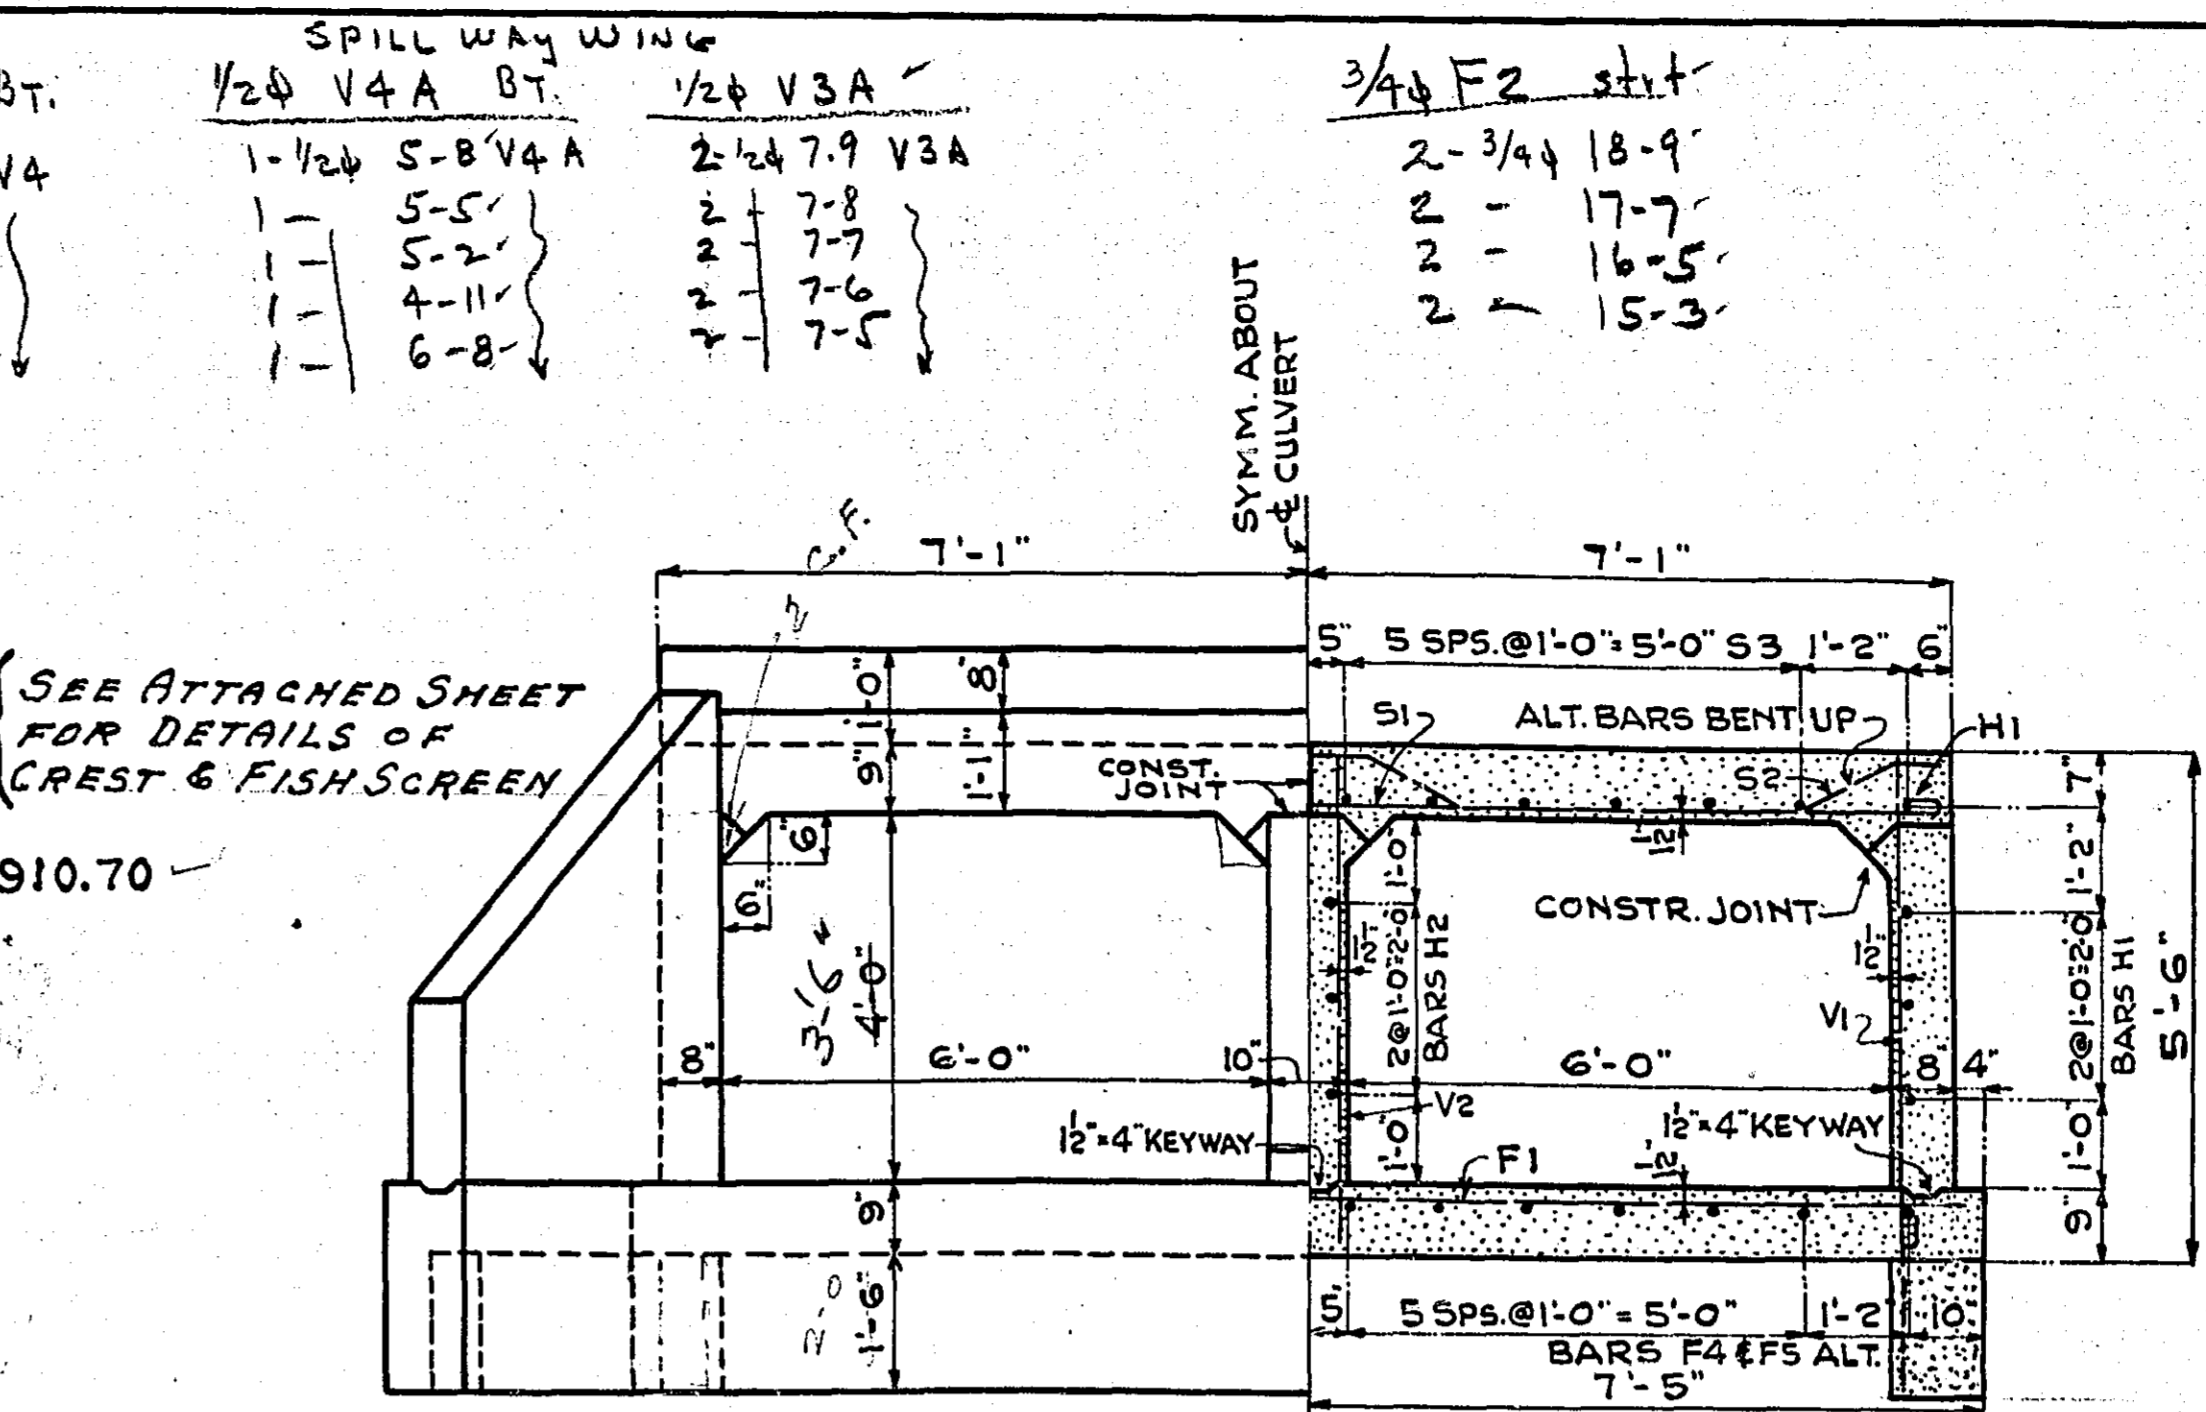 SPILL WAY WING
BT.
1/2ϕ V4A BT.
1/2ϕ V3A
3/4ϕ F2 strt
V4
1-1/2ϕ 5-8 V4A
1 - 5-5
1 - 5-2
1 - 4-11
1 - 6-8
2-1/2ϕ 7.9 V3A
2 - 7-8
2 - 7-7
2 - 7-6
2 - 7-5
2-3/4ϕ 18-9
2 - 17-7
2 - 16-5
2 - 15-3
SYMM. ABOUT
℄ CULVERT
7'-1"
7'-1"
5" 5 SPS.@1'-0"=5'-0" S3 1'-2" 6"
SEE ATTACHED SHEET
FOR DETAILS OF
CREST & FISH SCREEN
910.70
1'-0"
8"
9"
1'-1"
CONST.
JOINT
S1
ALT. BARS BENT UP
H1
S2
7"
6"
6"
1½"
1'-0"
1'-2"
CONSTR. JOINT
3'-6"
4'-0"
1½"
2@1'-0=2'-0
BARS H2
1½"
V1
2@1'-0=2'-0
BARS H1
5'-6"
8"
6'-0"
10"
6'-0"
8"
4"
V2
1½"×4" KEYWAY
1'-0"
F1
1½"
1½"×4" KEYWAY
1'-0"
9"
9"
2-0
1'-6"
5" 5 SPS.@1'-0"=5'-0" 1'-2 10"
BARS F4 & F5 ALT.
7'-5"